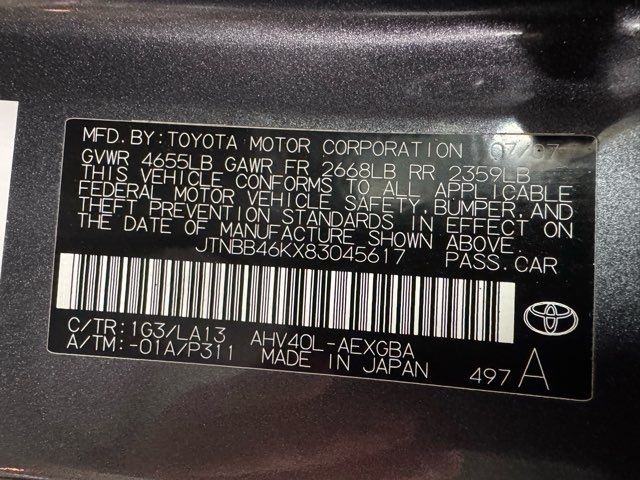 MFD. BY: TOYOTA MOTOR CORPORATION 07/07
GVWR 4655LB GAWR FR 2668LB RR 2359LB
THIS VEHICLE CONFORMS TO ALL APPLICABLE
FEDERAL MOTOR VEHICLE SAFETY, BUMPER, AND
THEFT PREVENTION STANDARDS IN EFFECT ON
THE DATE OF MANUFACTURE SHOWN ABOVE.
JTNBB46KX83045617 PASS. CAR
C/TR: 1G3/LA13 AHV40L-AEXGBA
A/TM: -01A/P311 MADE IN JAPAN
497 A